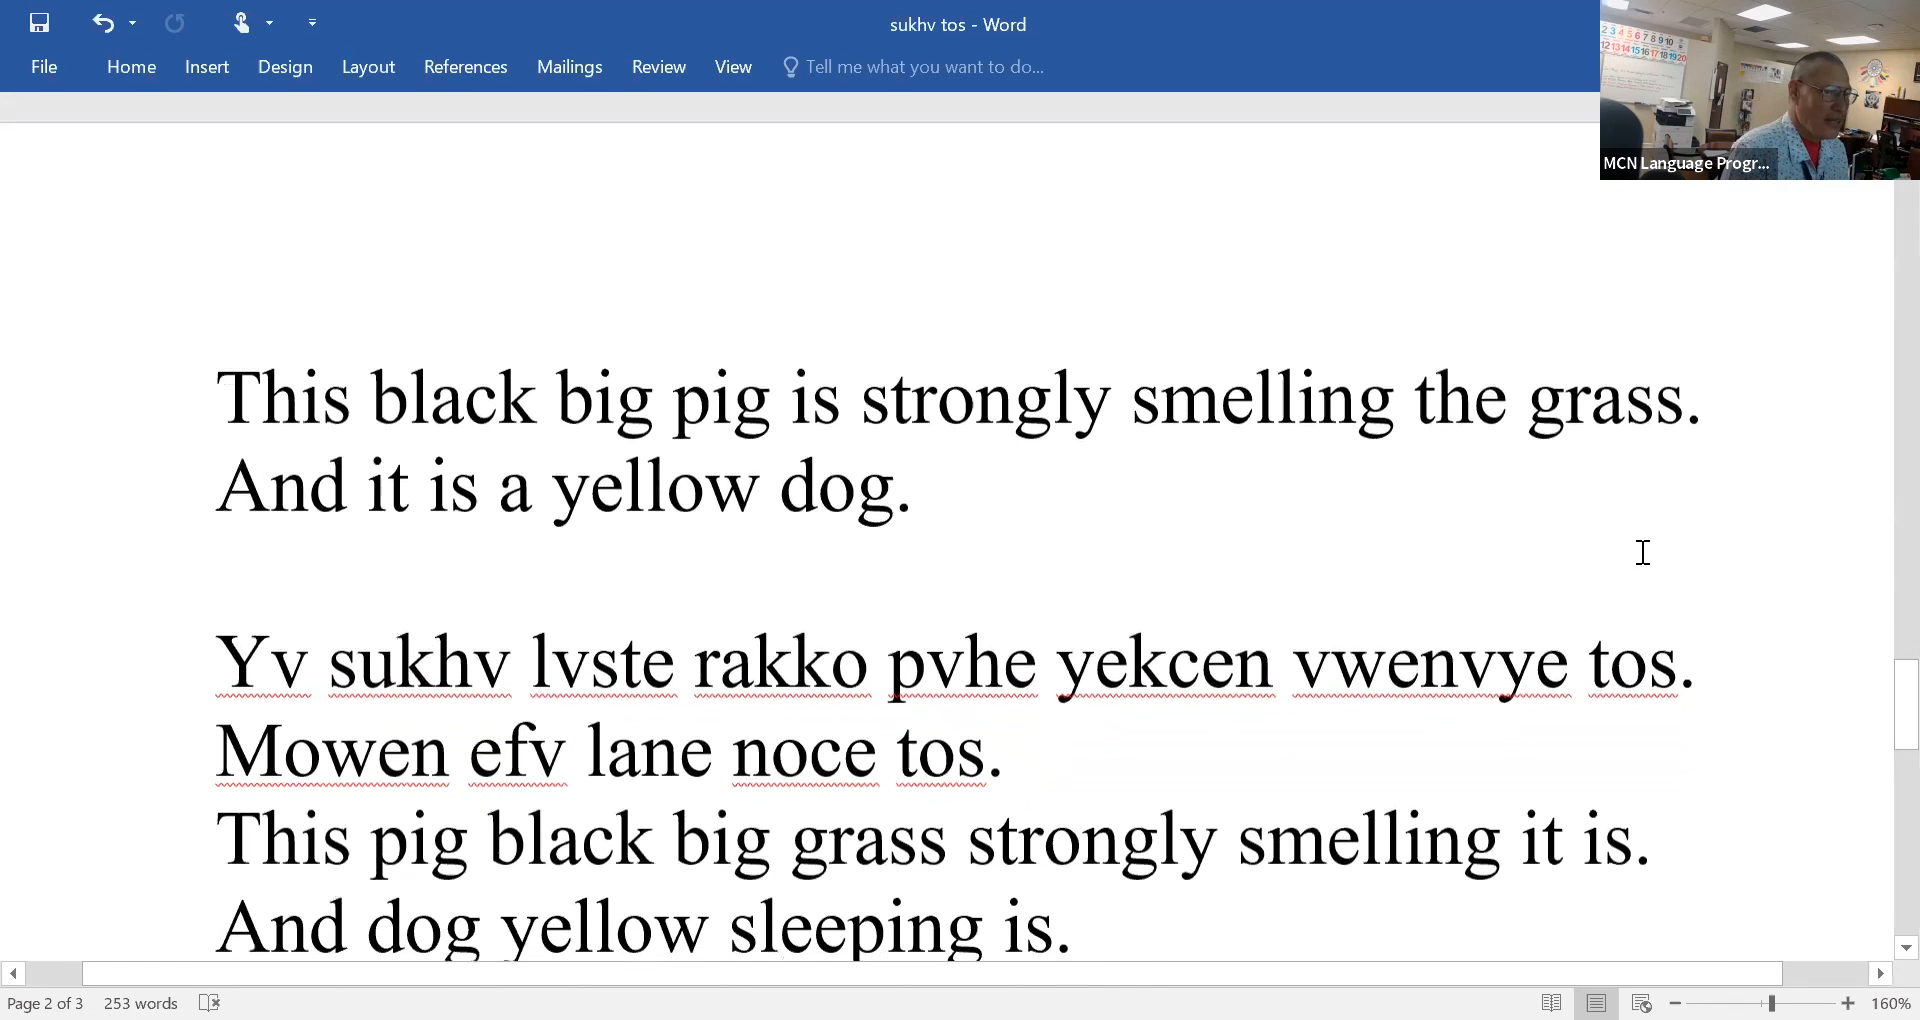 sukhv tos - Word
File Home Insert Design Layout References Mailings Review View Tell me what you want to do...
MCN Language Progr...
This black big pig is strongly smelling the grass.
And it is a yellow dog.
Yv sukhv lvste rakko pvhe yekcen vwenvye tos.
Mowen efv lane noce tos.
This pig black big grass strongly smelling it is.
And dog yellow sleeping is.
Page 2 of 3 253 words 160%